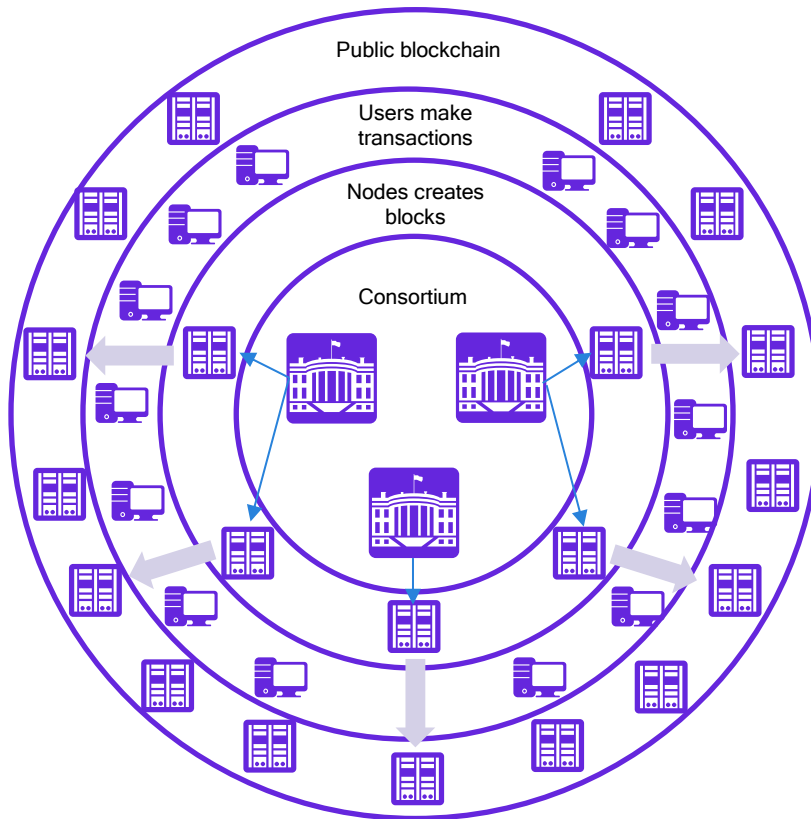 Public blockchain
Users make
transactions
Nodes creates
blocks
Consortium